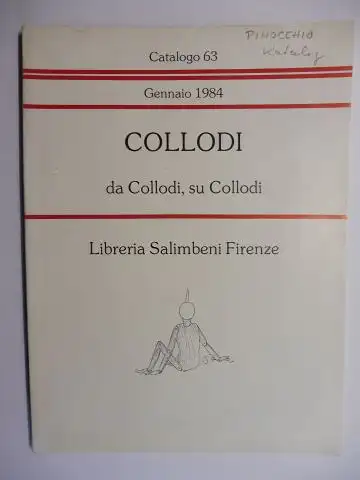 PINOCCHIO
Katalog
Catalogo 63
Gennaio 1984
COLLODI
da Collodi, su Collodi
Libreria Salimbeni Firenze